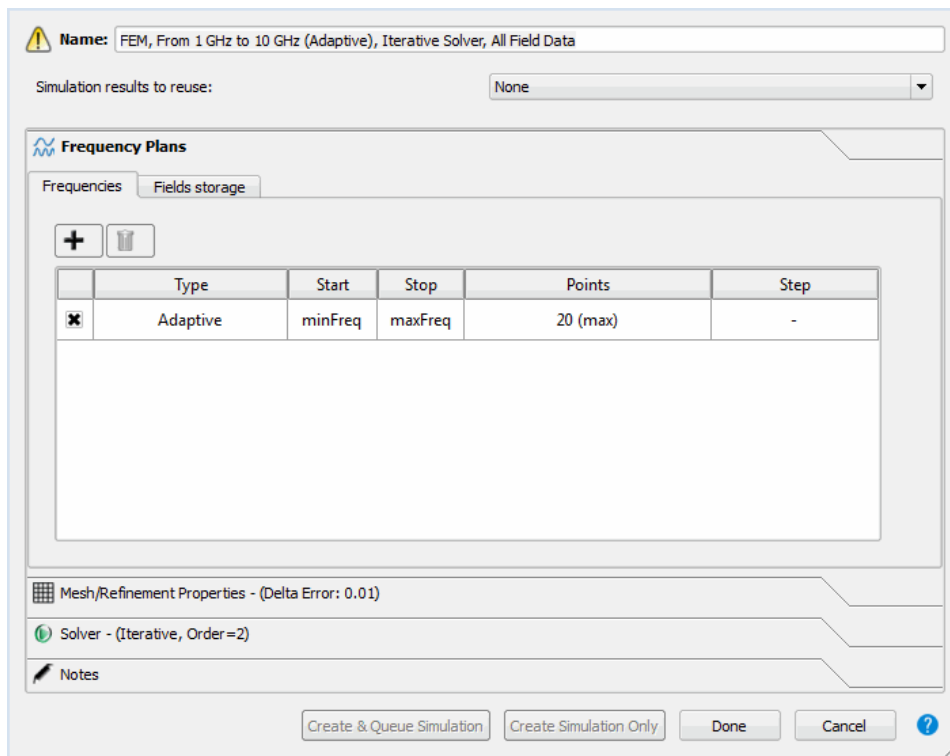 Name: FEM, From 1 GHz to 10 GHz (Adaptive), Iterative Solver, All Field Data
Simulation results to reuse: None
Frequency Plans
Frequencies Fields storage
Type Start Stop Points Step
Adaptive minFreq maxFreq 20 (max) -
Mesh/Refinement Properties - (Delta Error: 0.01)
Solver - (Iterative, Order=2)
Notes
Create & Queue Simulation Create Simulation Only Done Cancel ?